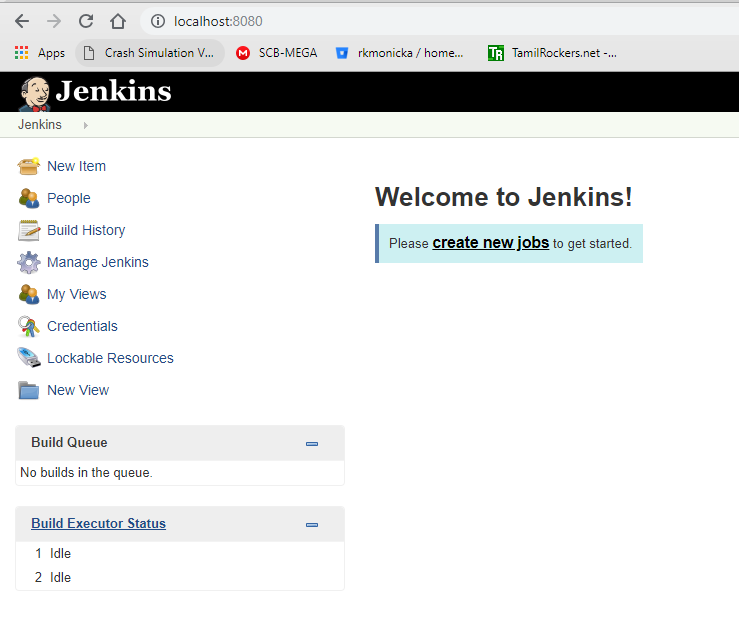 localhost:8080
Apps Crash Simulation V... SCB-MEGA rkmonicka / home... TR TamilRockers.net -...
Jenkins
Jenkins
New Item
People
Build History
Manage Jenkins
My Views
Credentials
Lockable Resources
New View
Build Queue
No builds in the queue.
Build Executor Status
1 Idle
2 Idle
Welcome to Jenkins!
Please create new jobs to get started.